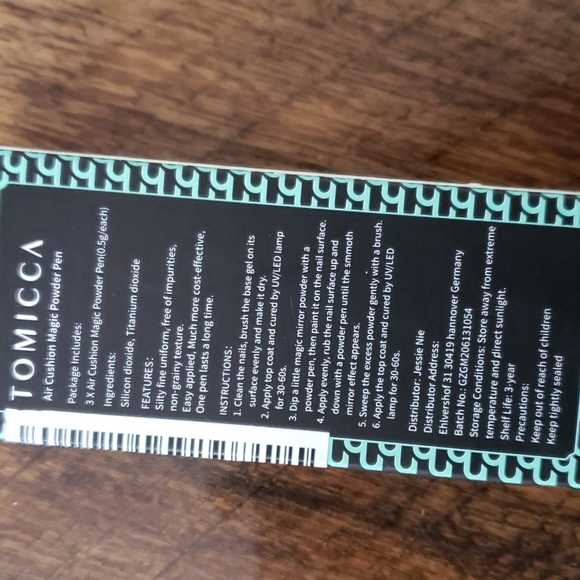 TOMICCA
Air Cushion Magic Powder Pen
Package Includes:
3 X Air Cushion Magic Powder Pen(0.5g/each)
Ingredients:
Silicon dioxide, Titanium dioxide
FEATURES:
Silty fine uniform, free of impurities,
non-grainy texture.
Easy applied, Much more cost-effective,
One pen lasts a long time.
INSTRUCTIONS:
1. Clean the nails, brush the base gel on its
surface evenly and make it dry.
2. Apply top coat and cured by UV/LED lamp
for 30-60s.
3. Dip a little magic mirror powder with a
powder pen, then paint it on the nail surface.
4. Apply evenly, rub the nail surface up and
down with a powder pen until the smmoth
mirror effect appears.
5. Sweep the excess powder gently with a brush.
6. Apply the top coat and cured by UV/LED
lamp for 30-60s.
Distributor: Jessie Nie
Distributor Address:
Ehlvershof 31 30419 Hannover Germany
Batch No.: GZGM206131054
Storage Conditions: Store away from extreme
temperature and direct sunlight.
Shelf Life: 3 year
Precautions:
Keep out of reach of children
Keep tightly sealed